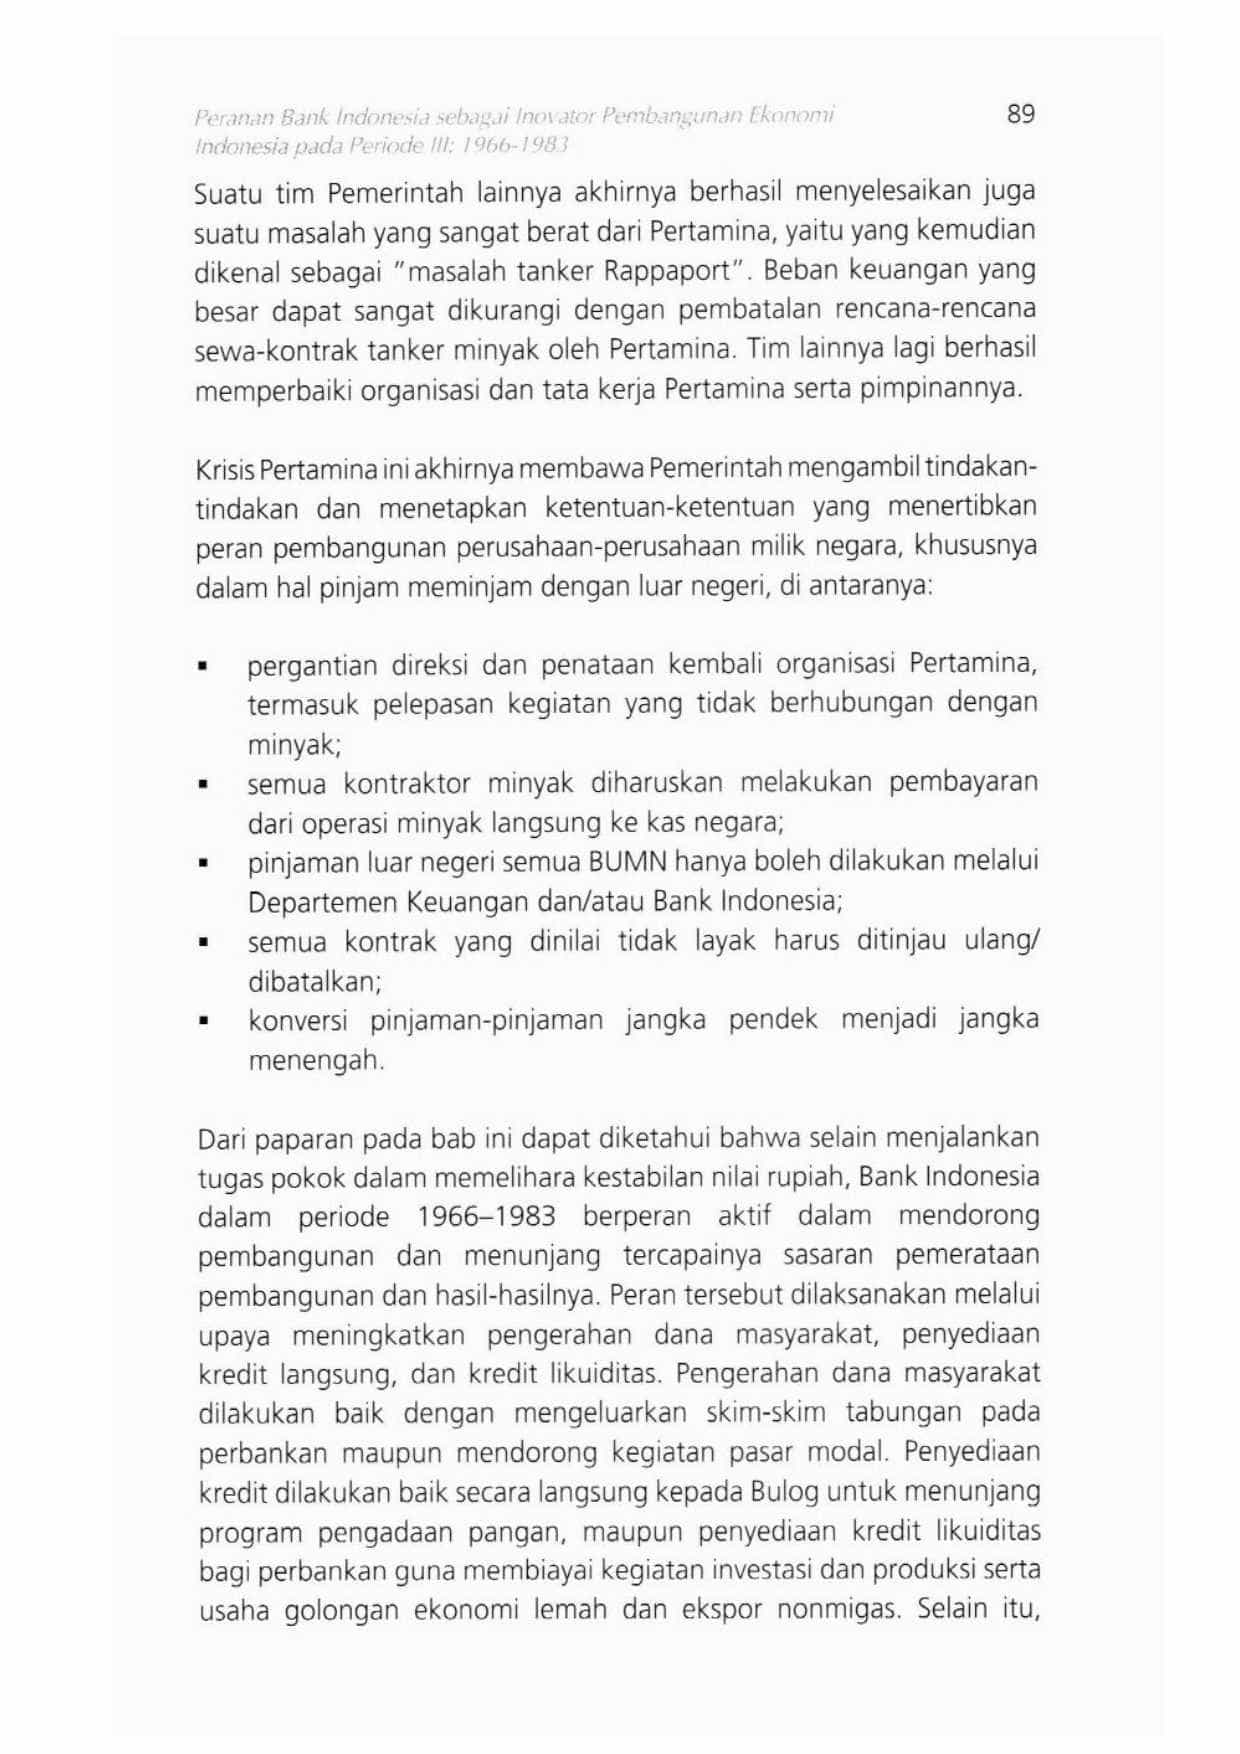 Peranan Bank Indonesia sebagai Inovator Pembangunan Ekonomi 89
Indonesia pada Periode III: 1966-1983
Suatu tim Pemerintah lainnya akhirnya berhasil menyelesaikan juga
suatu masalah yang sangat berat dari Pertamina, yaitu yang kemudian
dikenal sebagai "masalah tanker Rappaport". Beban keuangan yang
besar dapat sangat dikurangi dengan pembatalan rencana-rencana
sewa-kontrak tanker minyak oleh Pertamina. Tim lainnya lagi berhasil
memperbaiki organisasi dan tata kerja Pertamina serta pimpinannya.
Krisis Pertamina ini akhirnya membawa Pemerintah mengambil tindakan-
tindakan dan menetapkan ketentuan-ketentuan yang menertibkan
peran pembangunan perusahaan-perusahaan milik negara, khususnya
dalam hal pinjam meminjam dengan luar negeri, di antaranya:
▪ pergantian direksi dan penataan kembali organisasi Pertamina,
termasuk pelepasan kegiatan yang tidak berhubungan dengan
minyak;
▪ semua kontraktor minyak diharuskan melakukan pembayaran
dari operasi minyak langsung ke kas negara;
▪ pinjaman luar negeri semua BUMN hanya boleh dilakukan melalui
Departemen Keuangan dan/atau Bank Indonesia;
▪ semua kontrak yang dinilai tidak layak harus ditinjau ulang/
dibatalkan;
▪ konversi pinjaman-pinjaman jangka pendek menjadi jangka
menengah.
Dari paparan pada bab ini dapat diketahui bahwa selain menjalankan
tugas pokok dalam memelihara kestabilan nilai rupiah, Bank Indonesia
dalam periode 1966–1983 berperan aktif dalam mendorong
pembangunan dan menunjang tercapainya sasaran pemerataan
pembangunan dan hasil-hasilnya. Peran tersebut dilaksanakan melalui
upaya meningkatkan pengerahan dana masyarakat, penyediaan
kredit langsung, dan kredit likuiditas. Pengerahan dana masyarakat
dilakukan baik dengan mengeluarkan skim-skim tabungan pada
perbankan maupun mendorong kegiatan pasar modal. Penyediaan
kredit dilakukan baik secara langsung kepada Bulog untuk menunjang
program pengadaan pangan, maupun penyediaan kredit likuiditas
bagi perbankan guna membiayai kegiatan investasi dan produksi serta
usaha golongan ekonomi lemah dan ekspor nonmigas. Selain itu,